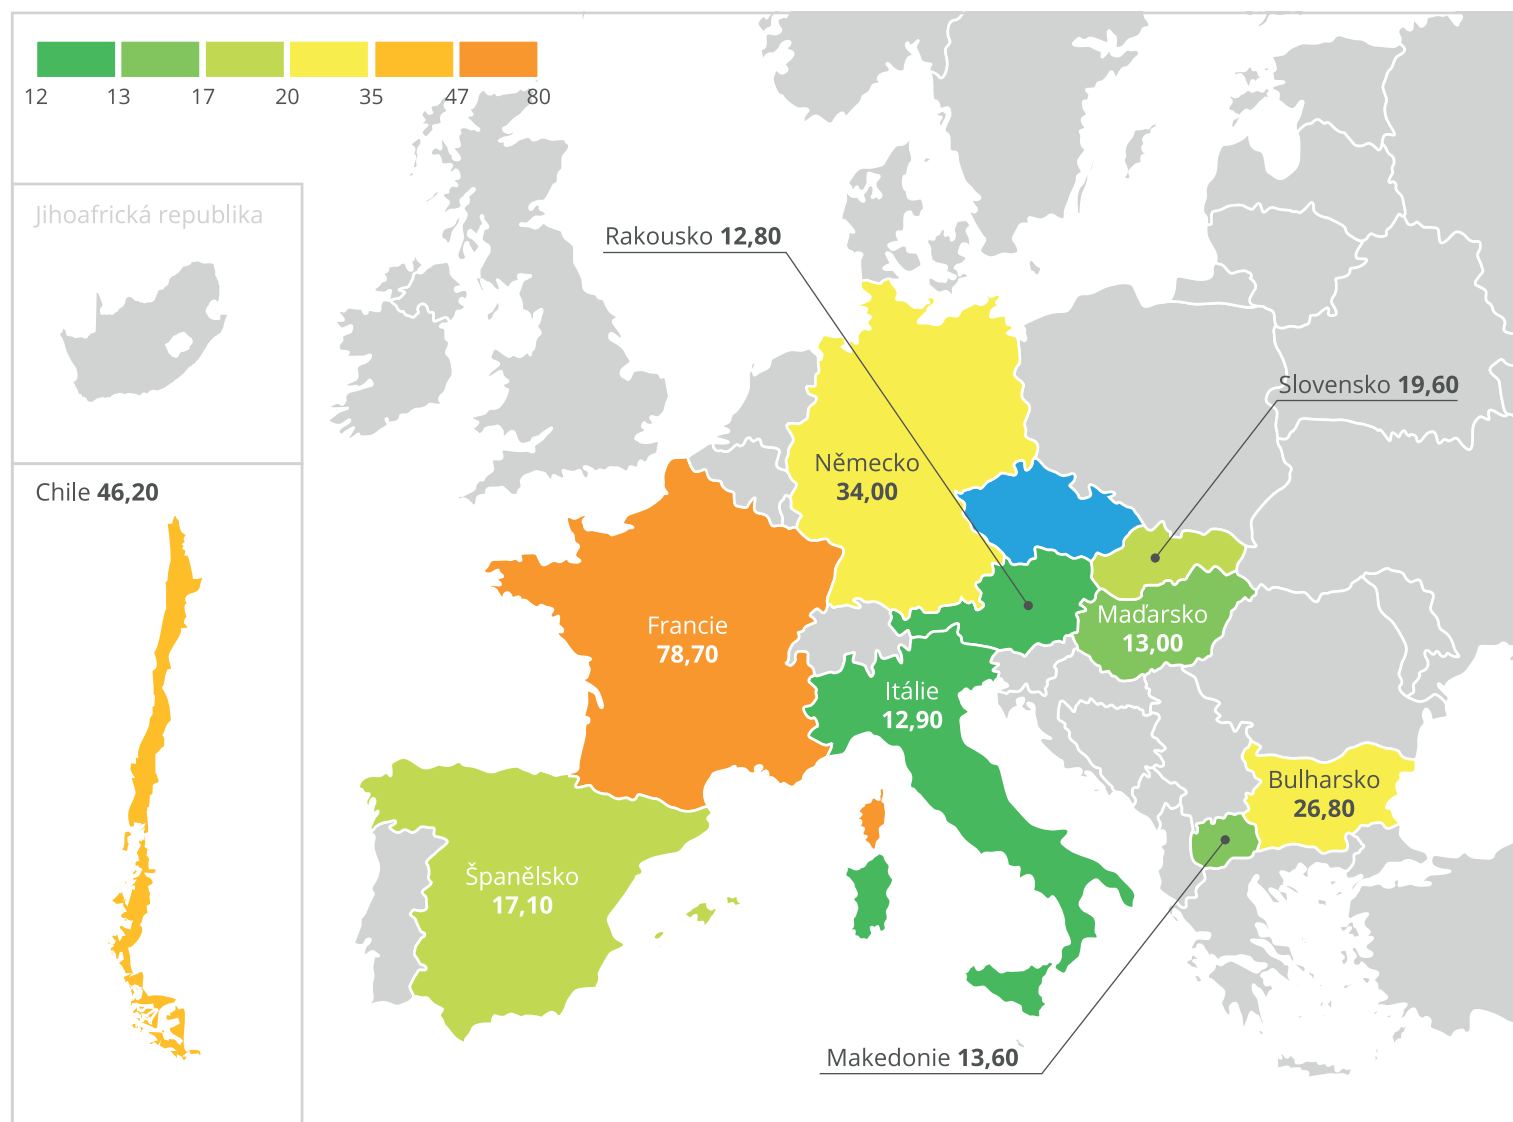 12 13 17 20 35 47 80
Jihoafrická republika
Rakousko 12,80
Slovensko 19,60
Německo
34,00
Chile 46,20
Maďarsko
13,00
Francie
78,70
Itálie
12,90
Bulharsko
26,80
Španělsko
17,10
Makedonie 13,60